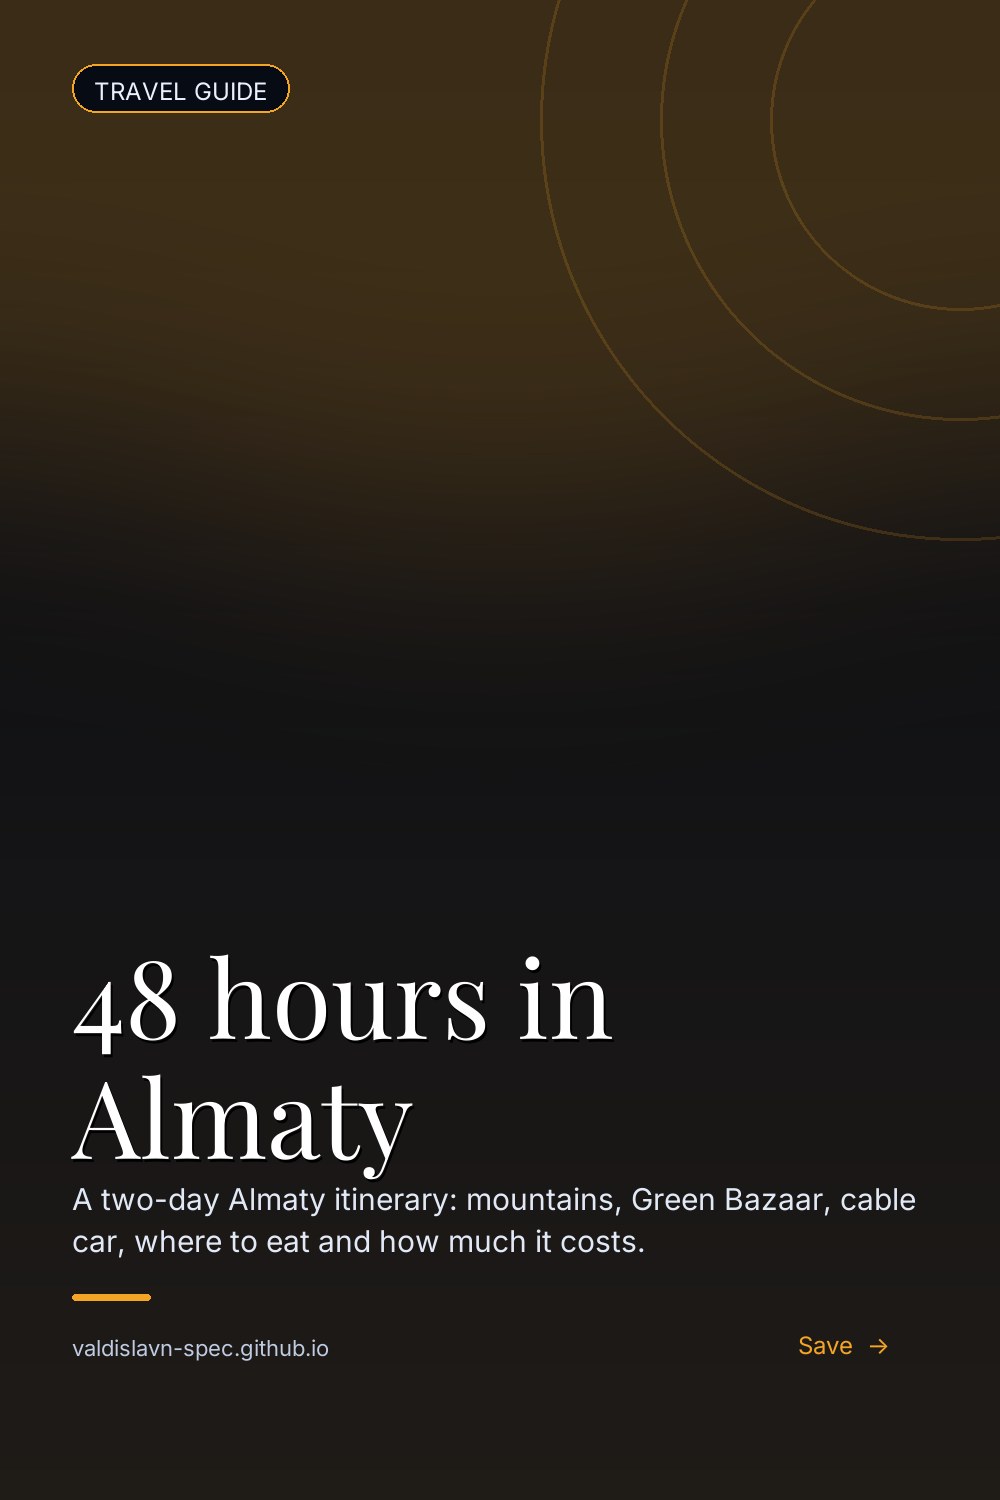 TRAVEL GUIDE
48 hours in
Almaty
A two-day Almaty itinerary: mountains, Green Bazaar, cable
car, where to eat and how much it costs.
valdislavn-spec.github.io
Save →